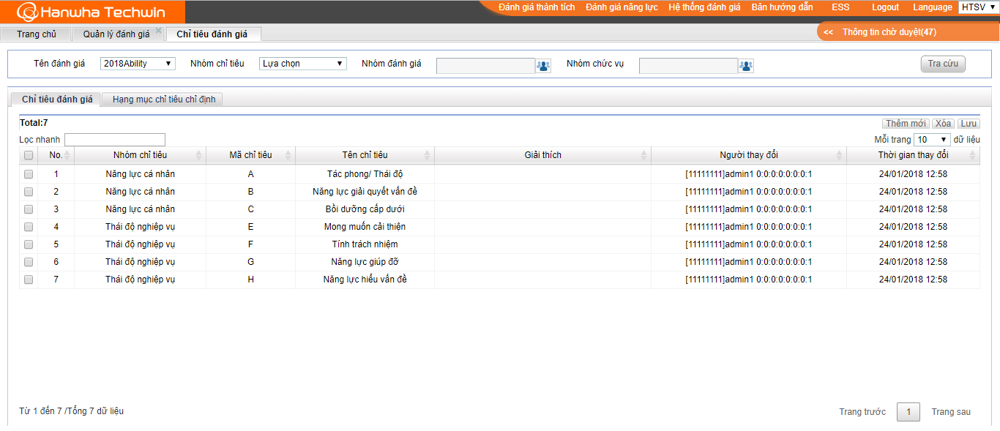 Hanwha Techwin
Đánh giá thành tích Đánh giá năng lực Hệ thống đánh giá Bản hướng dẫn ESS Logout Language HTSV
Trang chủ Quản lý đánh giá Chỉ tiêu đánh giá
<< Thông tin chờ duyệt(47)
Tên đánh giá 2018Ability Nhóm chỉ tiêu Lựa chọn Nhóm đánh giá Nhóm chức vụ Tra cứu
Chỉ tiêu đánh giá Hạng mục chỉ tiêu chỉ định
Total:7
Thêm mới Xóa Lưu
Lọc nhanh Mỗi trang 10 dữ liệu
No. Nhóm chỉ tiêu Mã chỉ tiêu Tên chỉ tiêu Giải thích Người thay đổi Thời gian thay đổi
1 Năng lực cá nhân A Tác phong/ Thái độ [11111111]admin1 0:0:0:0:0:0:0:1 24/01/2018 12:58
2 Năng lực cá nhân B Năng lực giải quyết vấn đề [11111111]admin1 0:0:0:0:0:0:0:1 24/01/2018 12:58
3 Năng lực cá nhân C Bồi dưỡng cấp dưới [11111111]admin1 0:0:0:0:0:0:0:1 24/01/2018 12:58
4 Thái độ nghiệp vụ E Mong muốn cải thiện [11111111]admin1 0:0:0:0:0:0:0:1 24/01/2018 12:58
5 Thái độ nghiệp vụ F Tính trách nhiệm [11111111]admin1 0:0:0:0:0:0:0:1 24/01/2018 12:58
6 Thái độ nghiệp vụ G Năng lực giúp đỡ [11111111]admin1 0:0:0:0:0:0:0:1 24/01/2018 12:58
7 Thái độ nghiệp vụ H Năng lực hiểu vấn đề [11111111]admin1 0:0:0:0:0:0:0:1 24/01/2018 12:58
Từ 1 đến 7 /Tổng 7 dữ liệu Trang trước 1 Trang sau